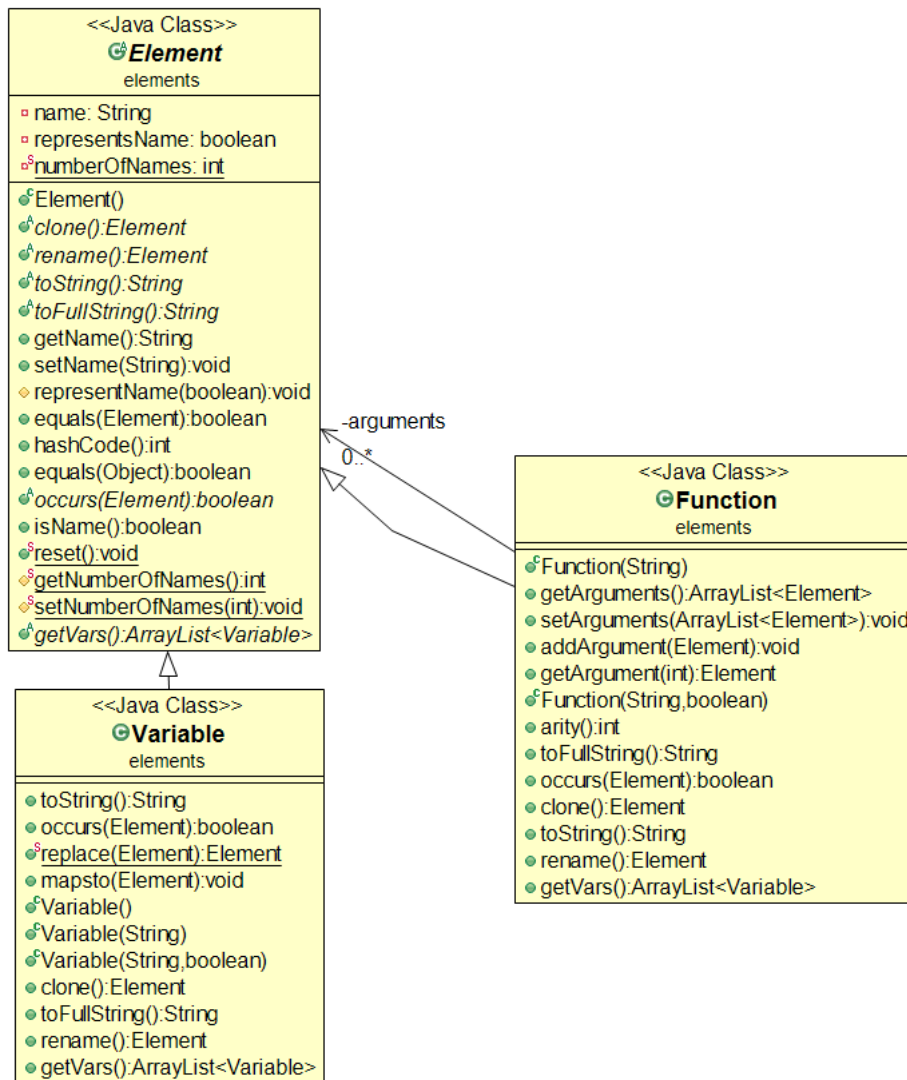 <<Java Class>>
Element
elements
name: String
representsName: boolean
numberOfNames: int
Element()
clone():Element
rename():Element
toString():String
toFullString():String
getName():String
setName(String):void
representName(boolean):void
equals(Element):boolean
hashCode():int
equals(Object):boolean
occurs(Element):boolean
isName():boolean
reset():void
getNumberOfNames():int
setNumberOfNames(int):void
getVars():ArrayList<Variable>
-arguments
0..*
<<Java Class>>
Function
elements
Function(String)
getArguments():ArrayList<Element>
setArguments(ArrayList<Element>):void
addArgument(Element):void
getArgument(int):Element
Function(String,boolean)
arity():int
toFullString():String
occurs(Element):boolean
clone():Element
toString():String
rename():Element
getVars():ArrayList<Variable>
<<Java Class>>
Variable
elements
toString():String
occurs(Element):boolean
replace(Element):Element
mapsto(Element):void
Variable()
Variable(String)
Variable(String,boolean)
clone():Element
toFullString():String
rename():Element
getVars():ArrayList<Variable>